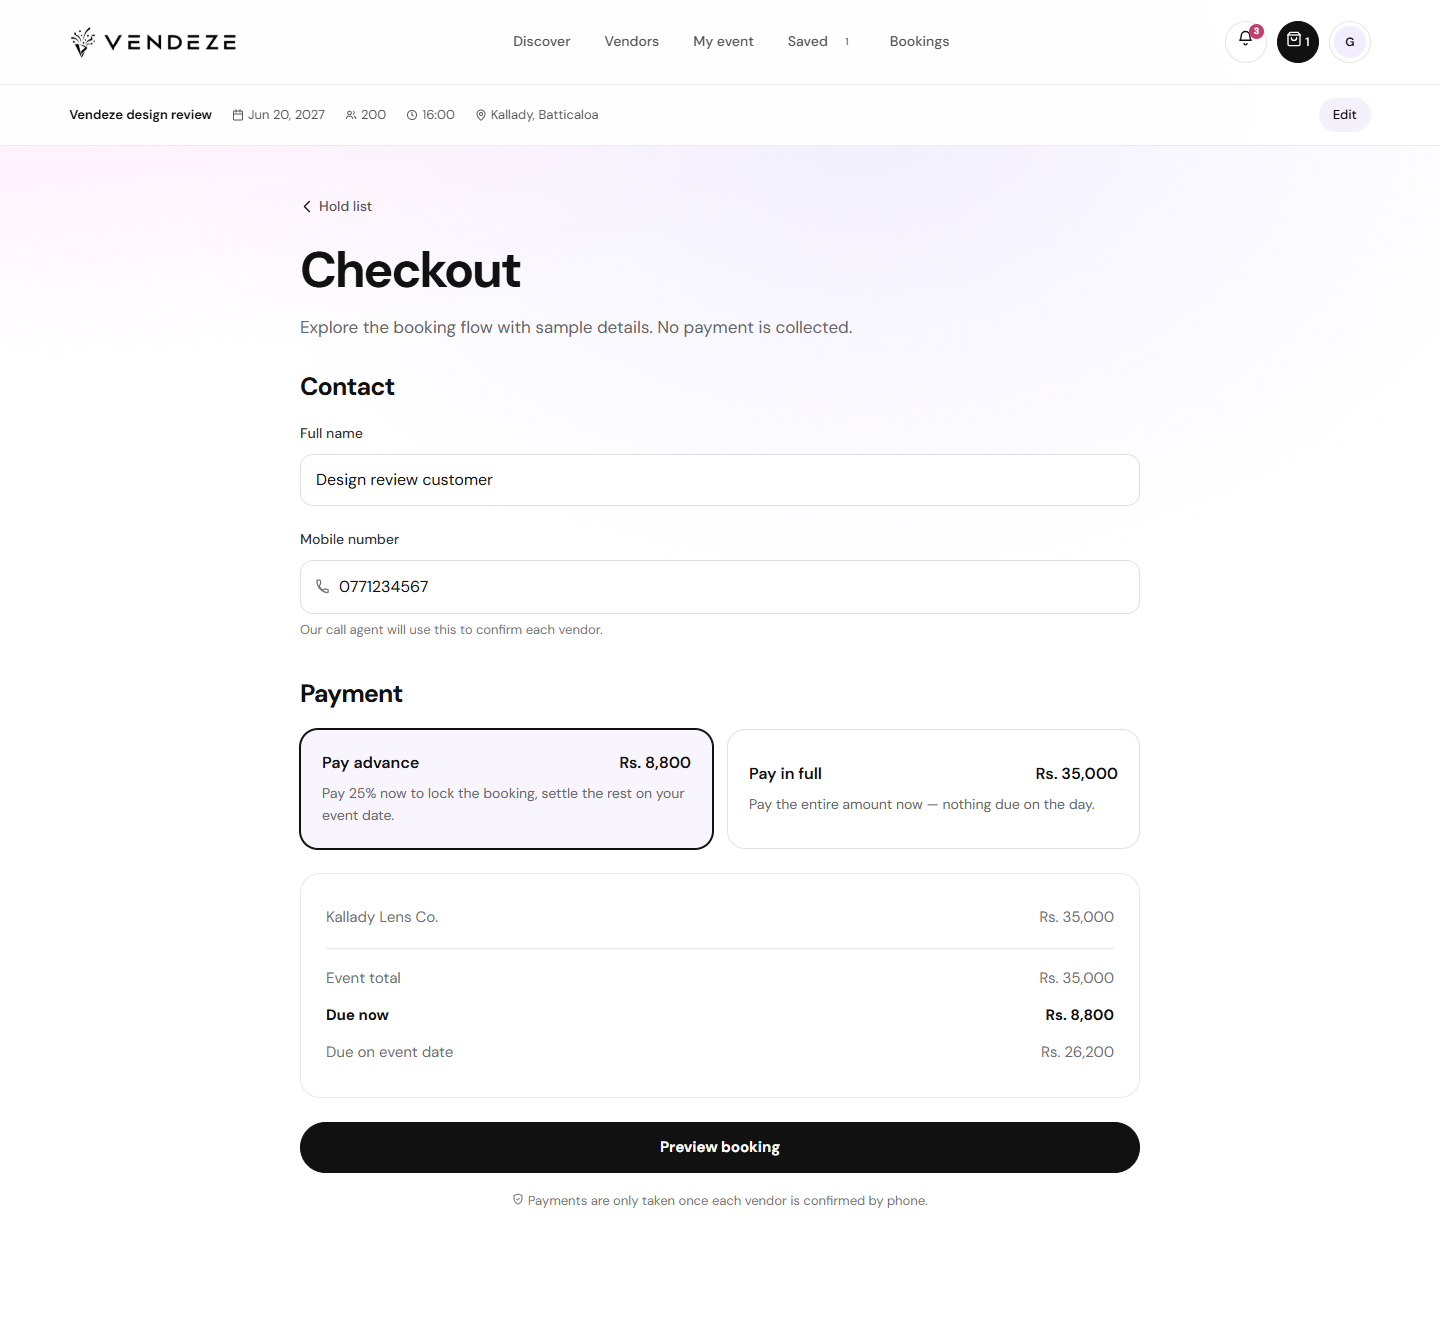 VENDEZE
Discover Vendors My event Saved 1 Bookings
3
1
G
Vendeze design review Jun 20, 2027 200 16:00 Kallady, Batticaloa Edit
Hold list
Checkout
Explore the booking flow with sample details. No payment is collected.
Contact
Full name
Design review customer
Mobile number
0771234567
Our call agent will use this to confirm each vendor.
Payment
Pay advance Rs. 8,800
Pay 25% now to lock the booking, settle the rest on your
event date.
Pay in full Rs. 35,000
Pay the entire amount now — nothing due on the day.
Kallady Lens Co. Rs. 35,000
Event total Rs. 35,000
Due now Rs. 8,800
Due on event date Rs. 26,200
Preview booking
Payments are only taken once each vendor is confirmed by phone.